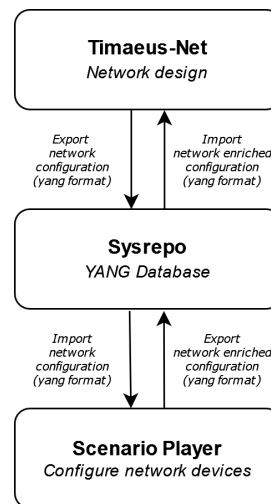 Timaeus-Net
Network design
Export
network
configuration
(yang format)
Import
network enriched
configuration
(yang format)
Sysrepo
YANG Database
Import
network
configuration
(yang format)
Export
network enriched
configuration
(yang format)
Scenario Player
Configure network devices